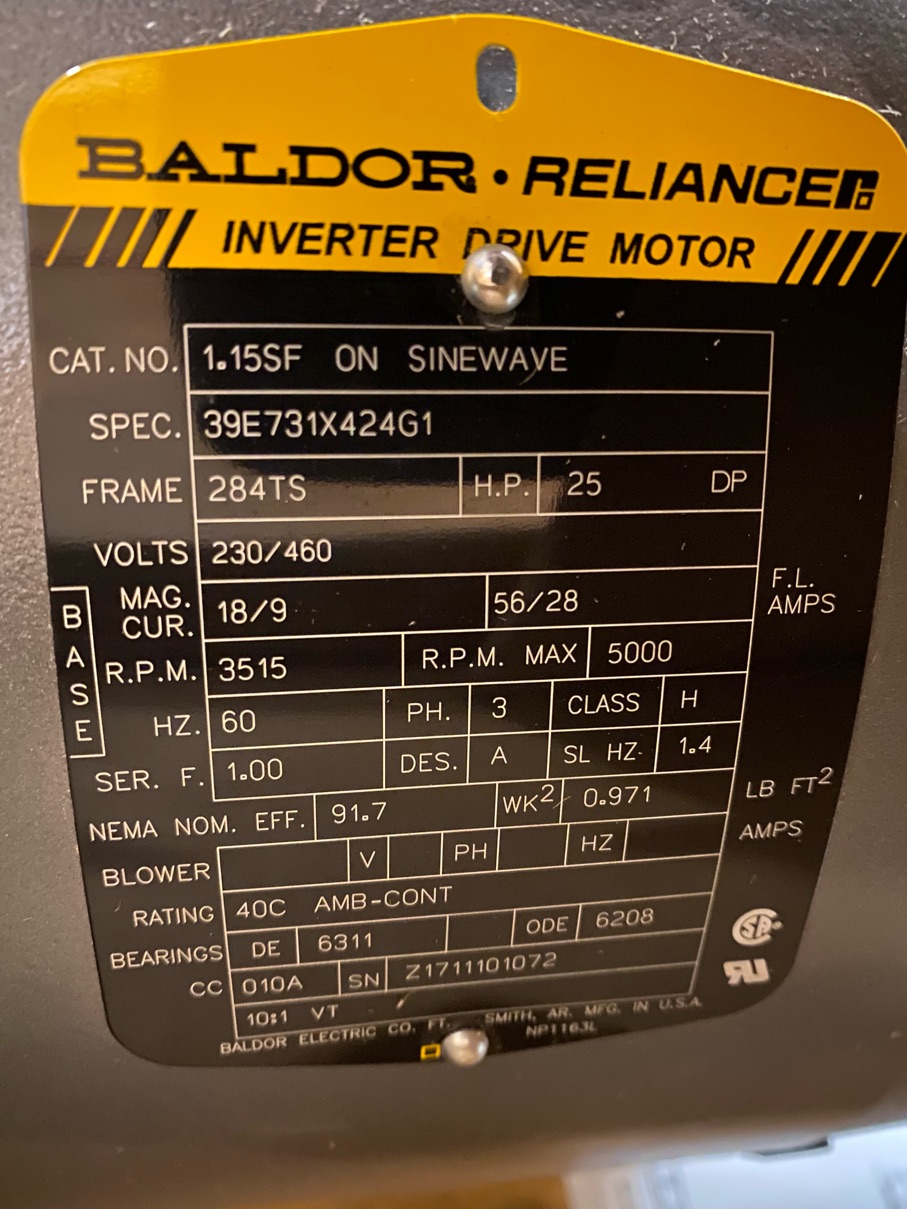 BALDOR • RELIANCE
INVERTER DRIVE MOTOR
CAT. NO. 1.15SF ON SINEWAVE
SPEC. 39E731X424G1
FRAME 284TS H.P. 25 DP
VOLTS 230/460
BASE
MAG. CUR. 18/9 56/28 F.L. AMPS
R.P.M. 3515 R.P.M. MAX 5000
HZ. 60 PH. 3 CLASS H
SER. F. 1.00 DES. A SL HZ 1.4
NEMA NOM. EFF. 91.7 WK2 0.971 LB FT2
BLOWER V PH HZ AMPS
RATING 40C AMB-CONT
BEARINGS DE 6311 ODE 6208
CC 010A SN Z1711101072
10:1 VT
BALDOR ELECTRIC CO. FT. SMITH, AR. MFG. IN U.S.A.
NP1163L